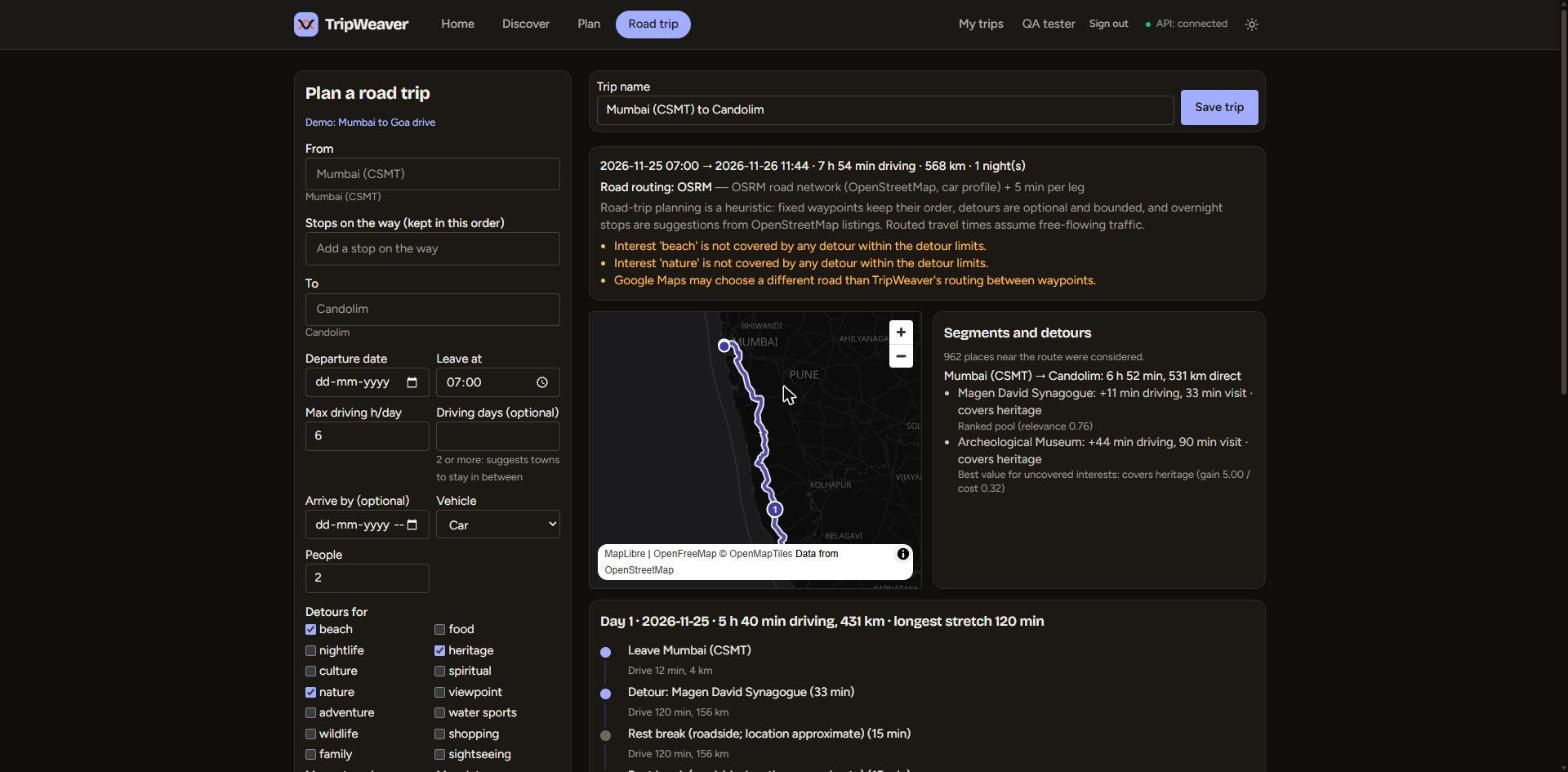 TripWeaver
Home
Discover
Plan
Road trip
My trips
QA tester
Sign out
API: connected
Plan a road trip
Demo: Mumbai to Goa drive
From
Mumbai (CSMT)
Mumbai (CSMT)
Stops on the way (kept in this order)
Add a stop on the way
To
Candolim
Candolim
Departure date
Leave at
dd-mm-yyyy
07:00
Max driving h/day
Driving days (optional)
6
2 or more: suggests towns
to stay in between
Arrive by (optional)
Vehicle
dd-mm-yyyy --
Car
People
2
Detours for
beach
food
nightlife
heritage
culture
spiritual
nature
viewpoint
adventure
water sports
wildlife
shopping
family
sightseeing
Trip name
Mumbai (CSMT) to Candolim
Save trip
2026-11-25 07:00 → 2026-11-26 11:44 · 7 h 54 min driving · 568 km · 1 night(s)
Road routing: OSRM — OSRM road network (OpenStreetMap, car profile) + 5 min per leg
Road-trip planning is a heuristic: fixed waypoints keep their order, detours are optional and bounded, and overnight
stops are suggestions from OpenStreetMap listings. Routed travel times assume free-flowing traffic.
• Interest 'beach' is not covered by any detour within the detour limits.
• Interest 'nature' is not covered by any detour within the detour limits.
• Google Maps may choose a different road than TripWeaver's routing between waypoints.
BHIWANDI
MUMBAI
AHILYANAGA
PUNE
SOL
KOLHAPUR
VIJAYA
1
BELAGAVI
+
−
MapLibre | OpenFreeMap © OpenMapTiles Data from
OpenStreetMap
Segments and detours
962 places near the route were considered.
Mumbai (CSMT) → Candolim: 6 h 52 min, 531 km direct
• Magen David Synagogue: +11 min driving, 33 min visit ·
covers heritage
Ranked pool (relevance 0.76)
• Archeological Museum: +44 min driving, 90 min visit ·
covers heritage
Best value for uncovered interests: covers heritage (gain 5.00 /
cost 0.32)
Day 1 · 2026-11-25 · 5 h 40 min driving, 431 km · longest stretch 120 min
Leave Mumbai (CSMT)
Drive 12 min, 4 km
Detour: Magen David Synagogue (33 min)
Drive 120 min, 156 km
Rest break (roadside; location approximate) (15 min)
Drive 120 min, 156 km